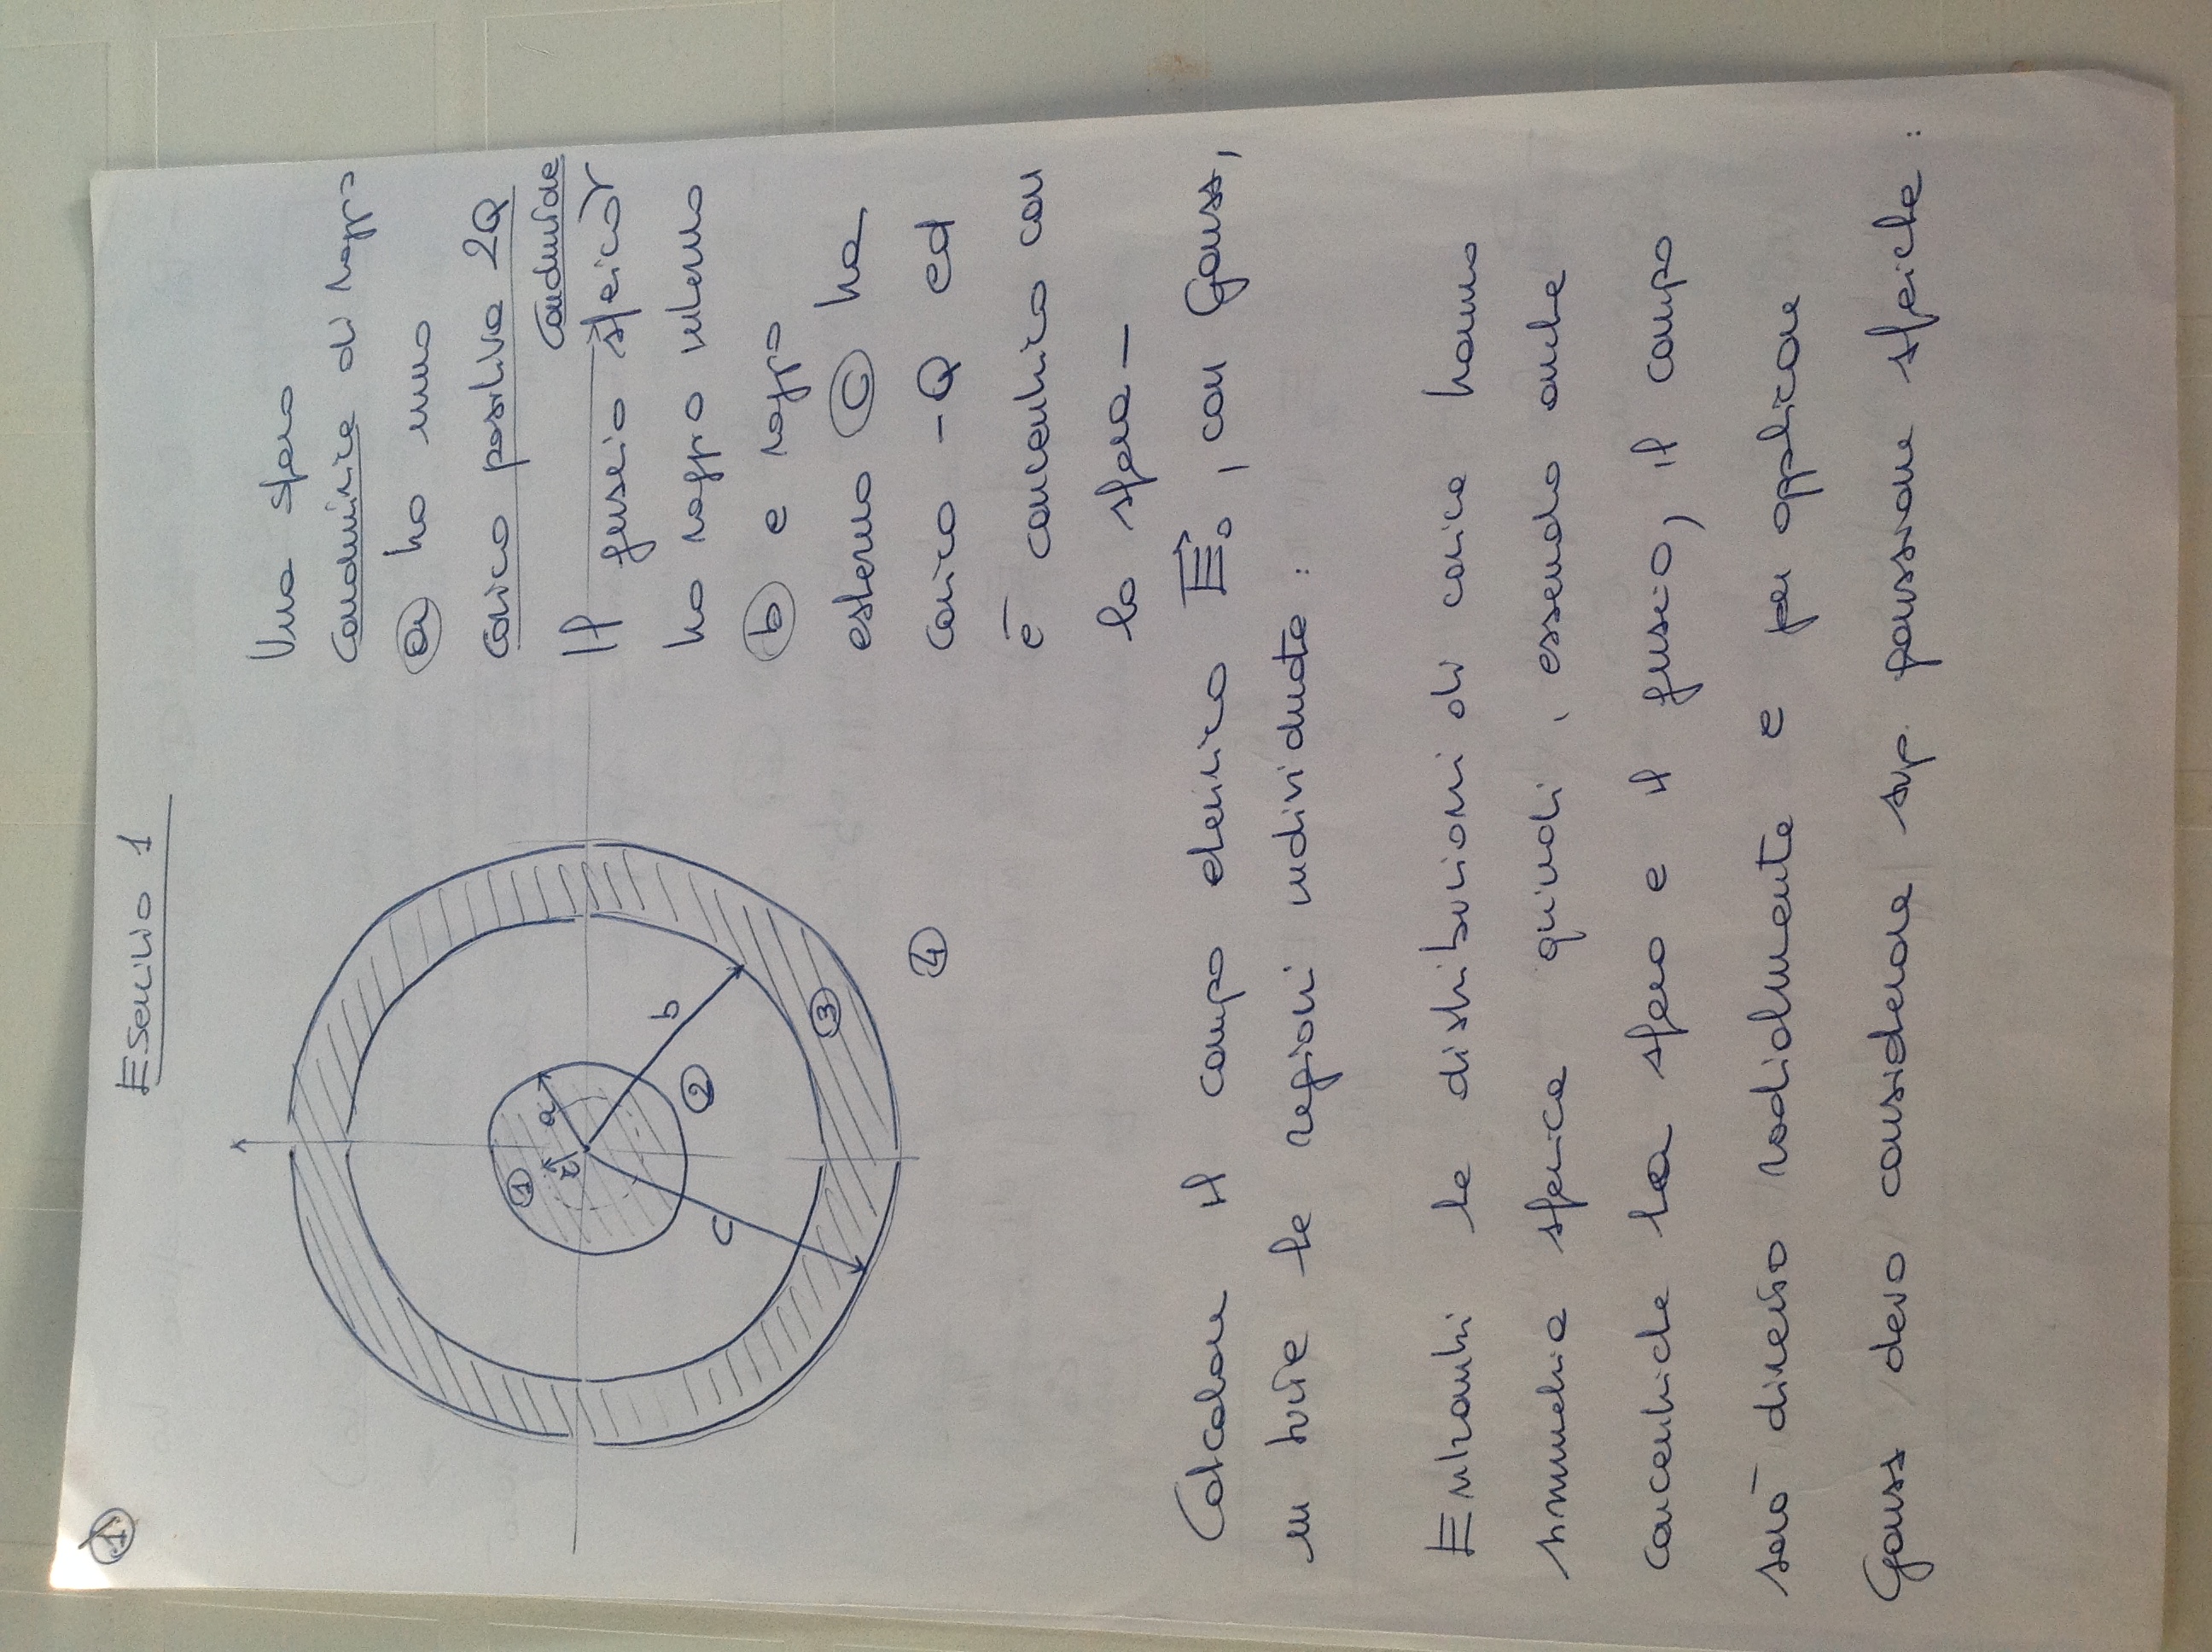 1
Esercizio 1
Una sfera
conduttrice di raggio
a ha una
carica positiva 2Q
conduttore
Il guscio sferico
ha raggio interno
b e raggio
esterno c ha
carica -Q ed
è concentrico con
la sfera -
1
r a
b
2
c
3
4
Calcolare il campo elettrico E₀, con Gauss,
in tutte le regioni individuate :
Entrambi le distribuzioni di carica hanno
simmetria sferica quindi, essendo anche
concentriche la sfera e il guscio, il campo
sarà diretto radialmente e per applicare
Gauss devo considerare sup. gaussiane sferiche :